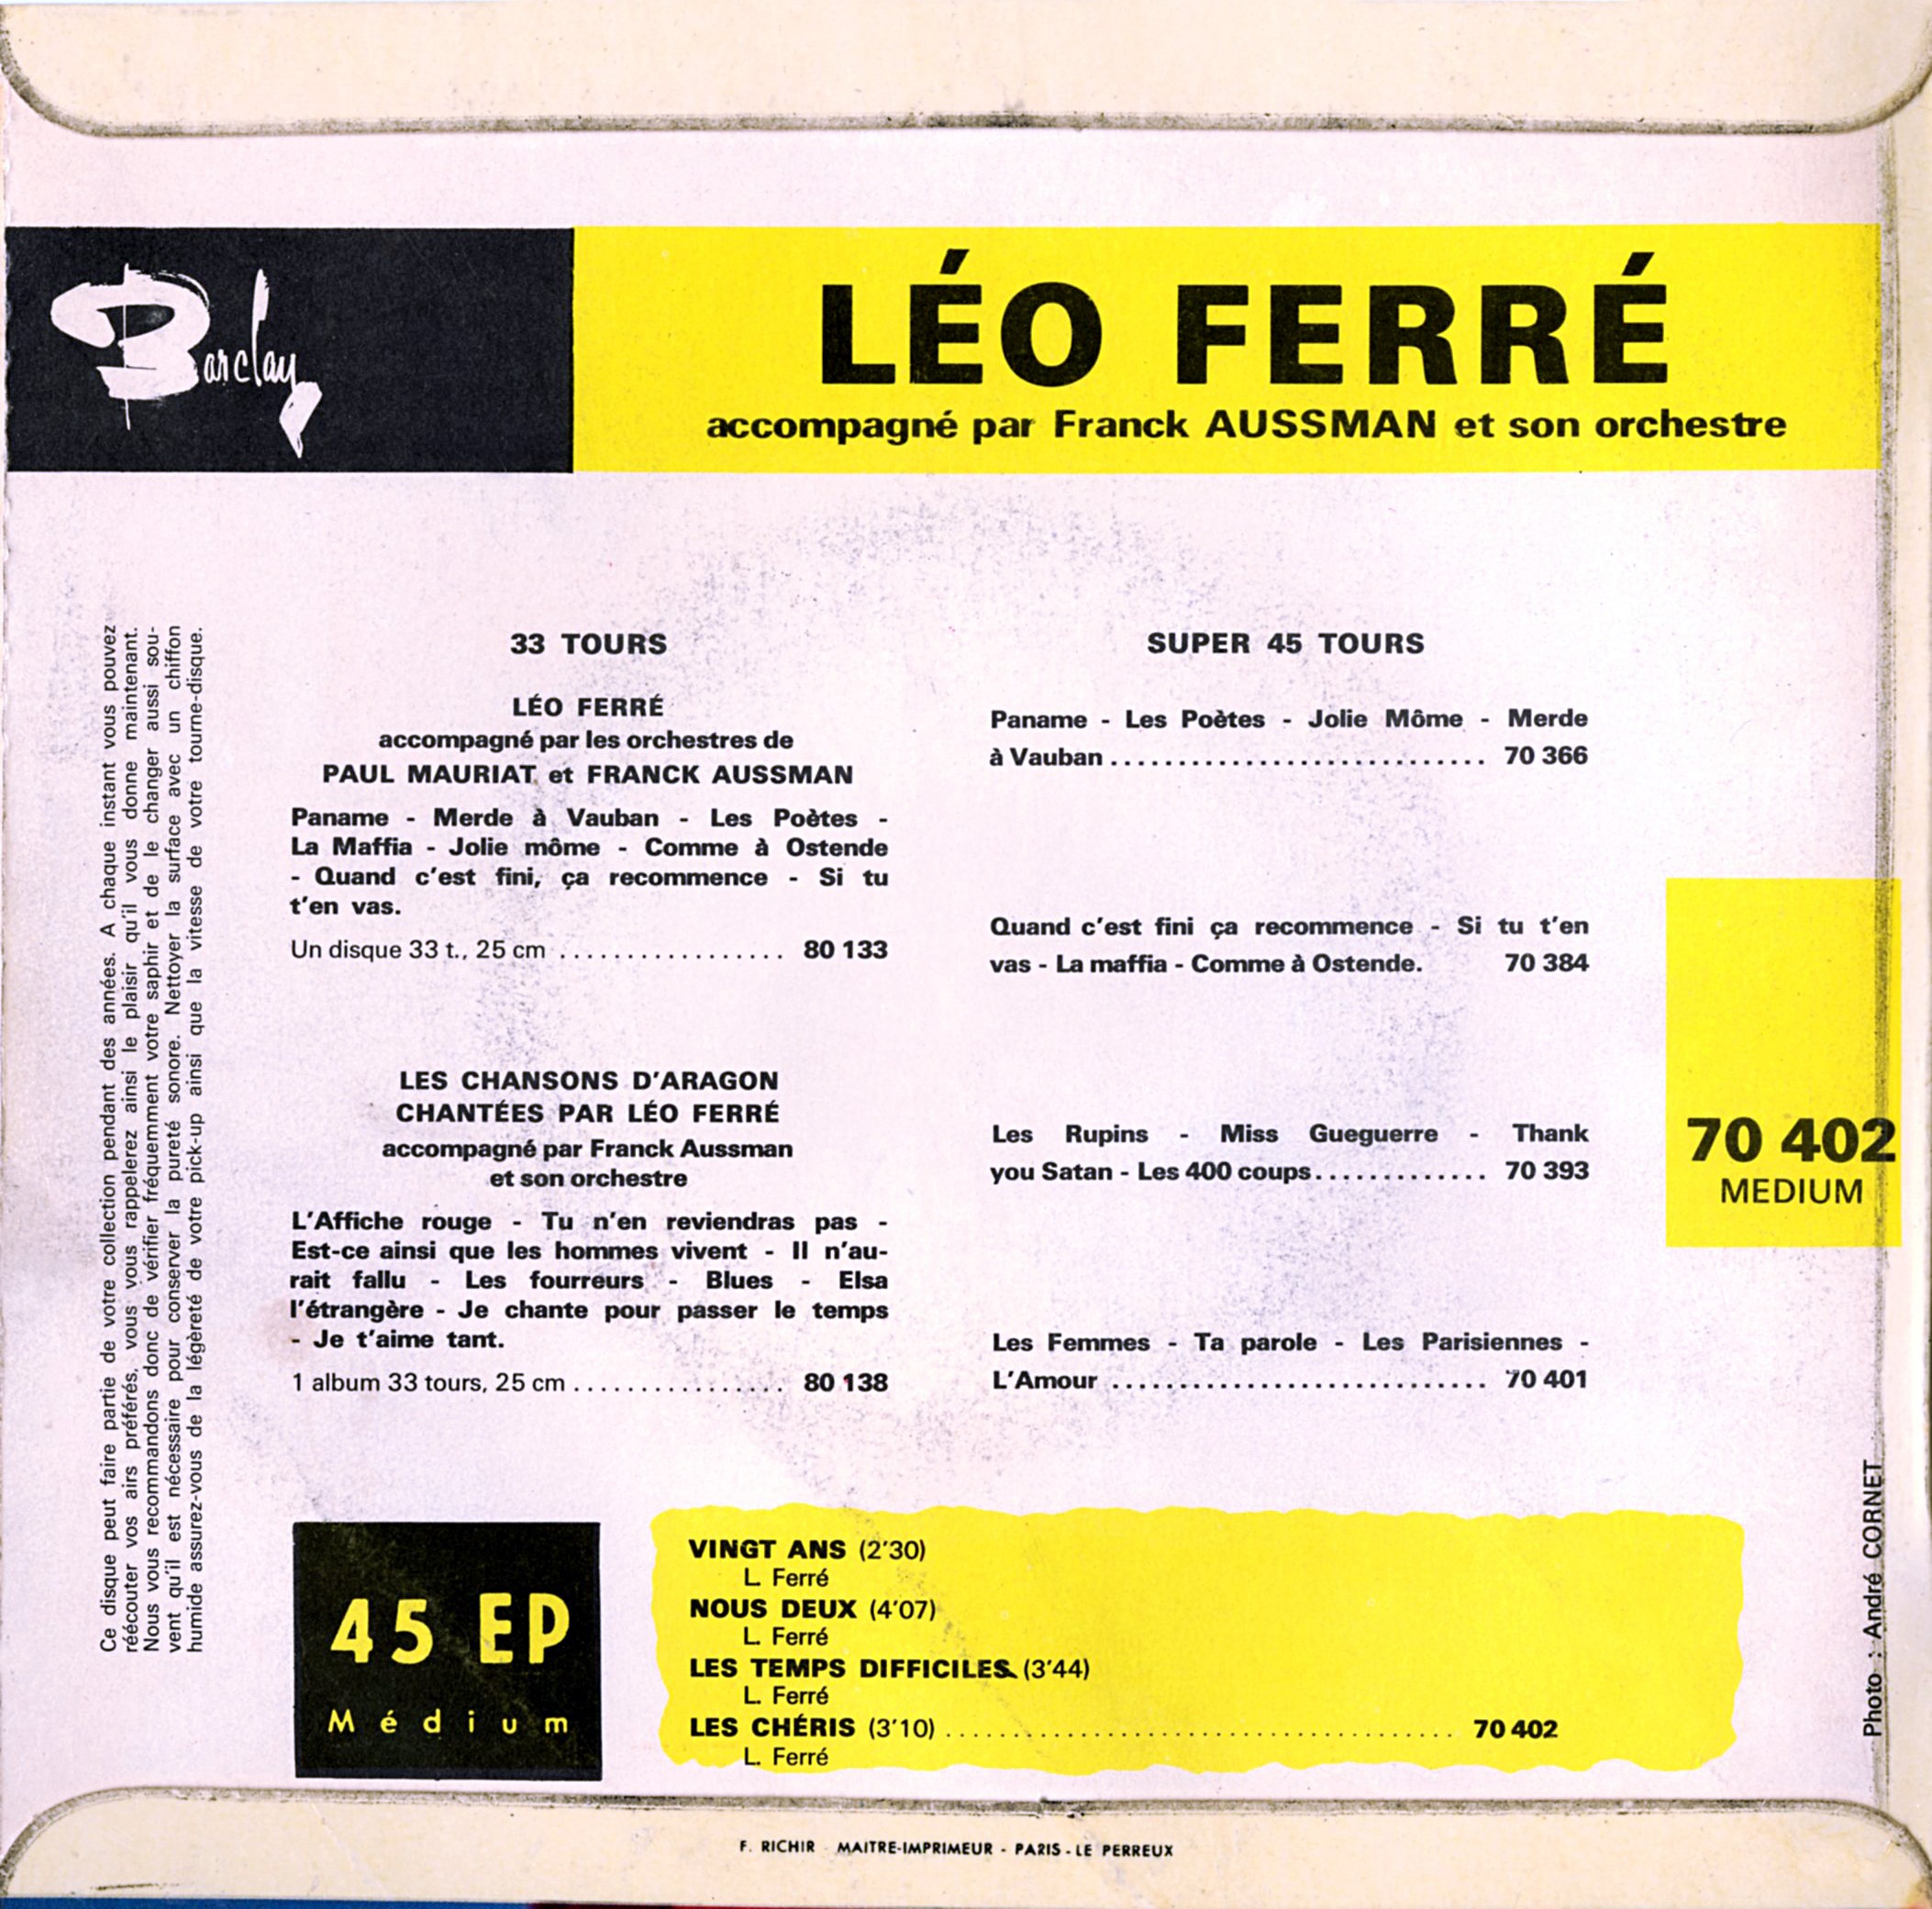 Barclay
LÉO FERRÉ
accompagné par Franck AUSSMAN et son orchestre
Ce disque peut faire partie de votre collection pendant des années. A chaque instant vous pouvez
réécouter vos airs préférés, vous vous rappelerez ainsi le plaisir qu'il vous donne maintenant.
Nous vous recommandons donc de vérifier fréquemment votre saphir et de le changer aussi sou-
vent qu'il est nécessaire pour conserver la pureté sonore. Nettoyer la surface avec un chiffon
humide assurez-vous de la légèreté de votre pick-up ainsi que la vitesse de votre tourne-disque.
33 TOURS
LÉO FERRÉ
accompagné par les orchestres de
PAUL MAURIAT et FRANCK AUSSMAN
Paname - Merde à Vauban - Les Poètes -
La Maffia - Jolie môme - Comme à Ostende
- Quand c'est fini, ça recommence - Si tu
t'en vas.
Un disque 33 t., 25 cm ................. 80 133
LES CHANSONS D'ARAGON
CHANTÉES PAR LÉO FERRÉ
accompagné par Franck Aussman
et son orchestre
L'Affiche rouge - Tu n'en reviendras pas -
Est-ce ainsi que les hommes vivent - Il n'au-
rait fallu - Les fourreurs - Blues - Elsa
l'étrangère - Je chante pour passer le temps
- Je t'aime tant.
1 album 33 tours, 25 cm ................ 80 138
SUPER 45 TOURS
Paname - Les Poètes - Jolie Môme - Merde
à Vauban ............................ 70 366
Quand c'est fini ça recommence - Si tu t'en
vas - La maffia - Comme à Ostende. 70 384
Les Rupins - Miss Gueguerre - Thank
you Satan - Les 400 coups............. 70 393
Les Femmes - Ta parole - Les Parisiennes -
L'Amour ............................ 70 401
70 402
MEDIUM
45 EP
Médium
VINGT ANS (2'30)
L. Ferré
NOUS DEUX (4'07)
L. Ferré
LES TEMPS DIFFICILES (3'44)
L. Ferré
LES CHÉRIS (3'10) ...................................... 70 402
L. Ferré
Photo : André CORNET
F. RICHIR - MAITRE-IMPRIMEUR - PARIS - LE PERREUX